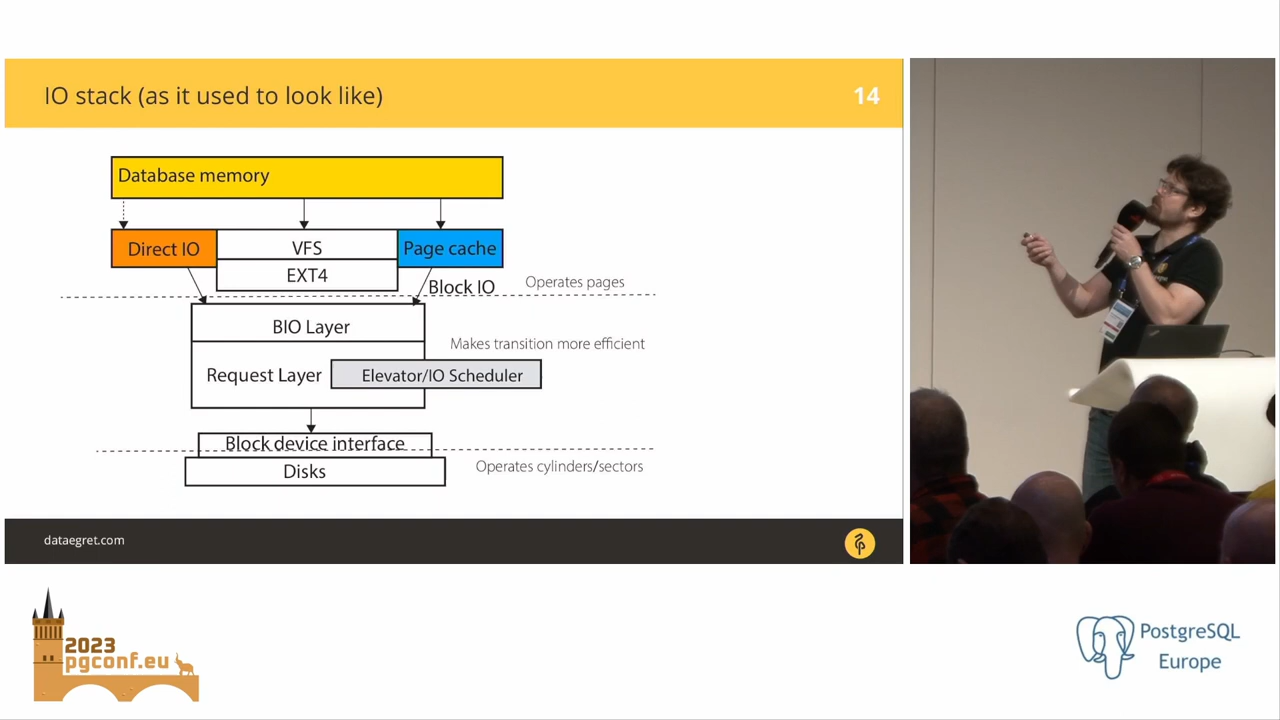 IO stack (as it used to look like)
14
Database memory
Direct IO
VFS
Page cache
EXT4
Block IO
Operates pages
BIO Layer
Makes transition more efficient
Request Layer
Elevator/IO Scheduler
Block device interface
Operates cylinders/sectors
Disks
dataegret.com
2023
pgconf.eu
PostgreSQL
Europe